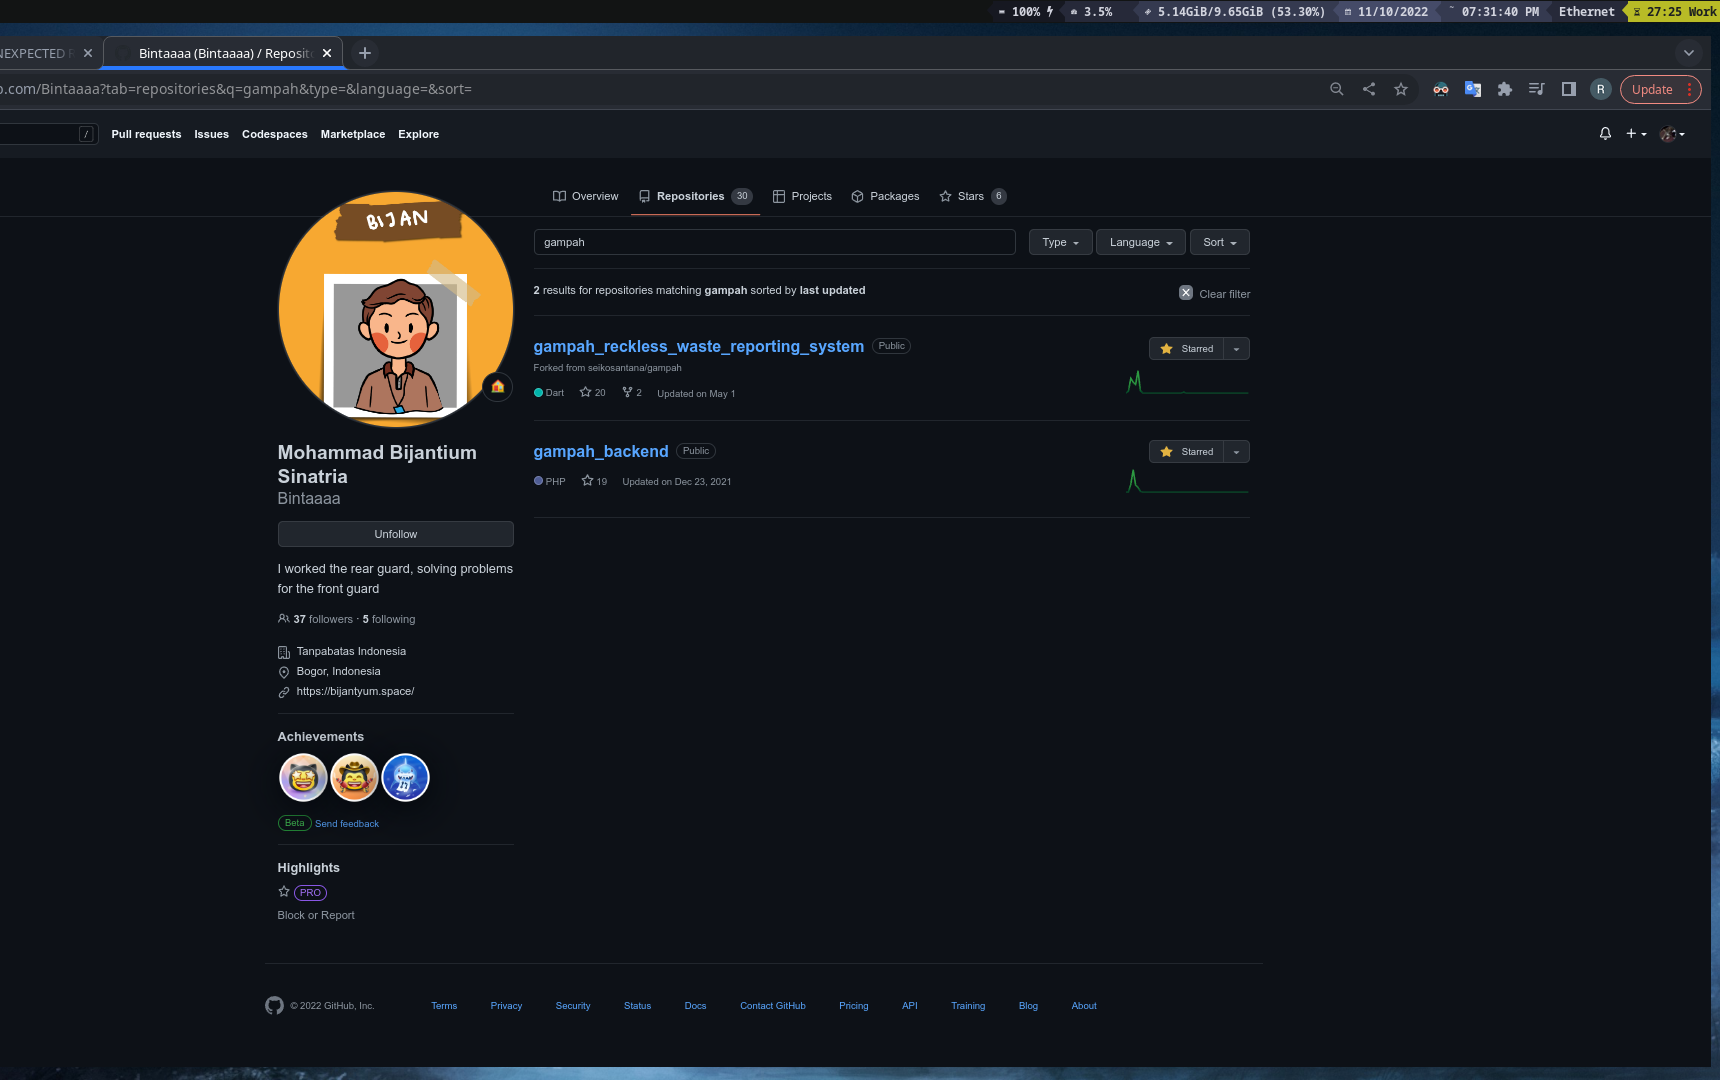 100% 3.5% 5.14GiB/9.65GiB (53.30%) 11/10/2022 07:31:40 PM Ethernet 27:25 Work
NEXPECTED Bintaaaa (Bintaaaa) / Reposito
.com/Bintaaaa?tab=repositories&q=gampah&type=&language=&sort= R Update
/ Pull requests Issues Codespaces Marketplace Explore
Overview Repositories 30 Projects Packages Stars 6
BIJAN
gampah Type Language Sort
2 results for repositories matching gampah sorted by last updated Clear filter
gampah_reckless_waste_reporting_system Public Starred
Forked from seikosantana/gampah
Dart 20 2 Updated on May 1
gampah_backend Public Starred
PHP 19 Updated on Dec 23, 2021
Mohammad Bijantium
Sinatria
Bintaaaa
Unfollow
I worked the rear guard, solving problems
for the front guard
37 followers · 5 following
Tanpabatas Indonesia
Bogor, Indonesia
https://bijantyum.space/
Achievements
Beta Send feedback
Highlights
PRO
Block or Report
© 2022 GitHub, Inc. Terms Privacy Security Status Docs Contact GitHub Pricing API Training Blog About